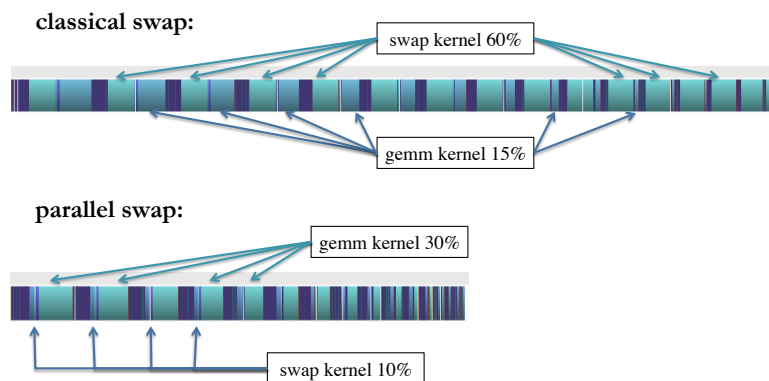 classical swap:
swap kernel 60%
gemm kernel 15%
parallel swap:
gemm kernel 30%
swap kernel 10%